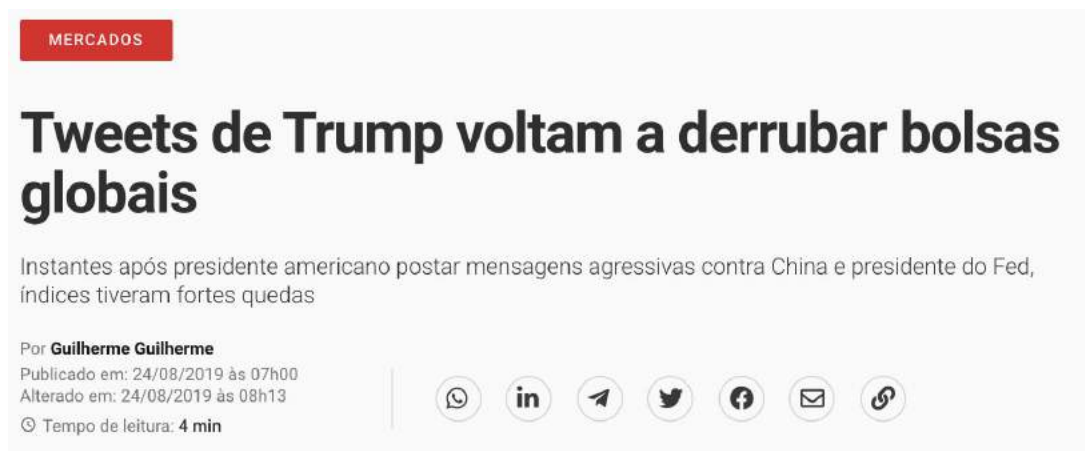 MERCADOS
Tweets de Trump voltam a derrubar bolsas
globais
Instantes após presidente americano postar mensagens agressivas contra China e presidente do Fed,
índices tiveram fortes quedas
Por Guilherme Guilherme
Publicado em: 24/08/2019 às 07h00
Alterado em: 24/08/2019 às 08h13
Tempo de leitura: 4 min
in